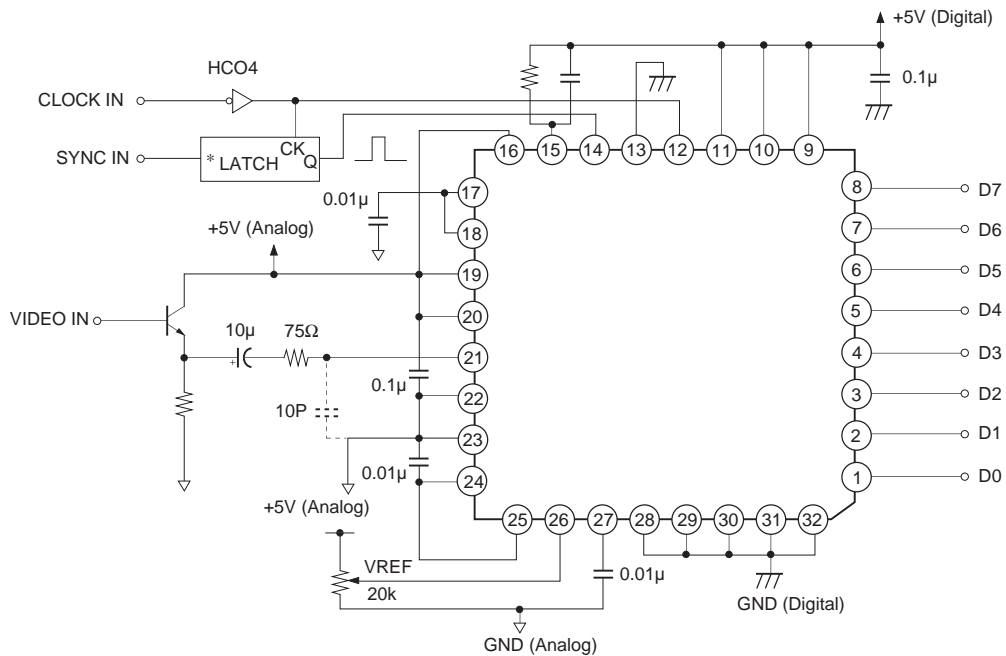 +5V (Digital)
HCO4
0.1µ
CLOCK IN
CK
SYNC IN
* LATCH
Q
16
15
14
13
12
11
10
9
17
0.01µ
8
D7
+5V (Analog)
18
7
D6
19
6
D5
VIDEO IN
20
5
D4
10µ
75Ω
+
21
4
D3
0.1µ
10P
22
3
D2
23
2
D1
0.01µ
24
1
D0
+5V (Analog)
25
26
27
28
29
30
31
32
VREF
0.01µ
20k
GND (Digital)
GND (Analog)